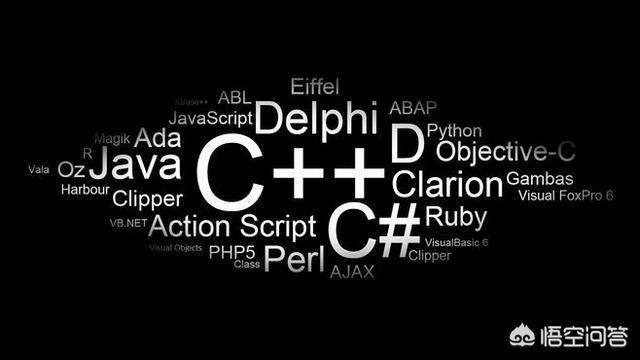 Eiffel
Xbase++ ABL
JavaScript Delphi ABAP
Magik Ada D Python
R Java C++ Objective-C
Vala Oz Clarion Gambas
Harbour Clipper Visual FoxPro 6
VB.NET Action Script C# Ruby
Visual Objects PHP5 Perl VisualBasic 6
Class AJAX Clipper
悟空问答